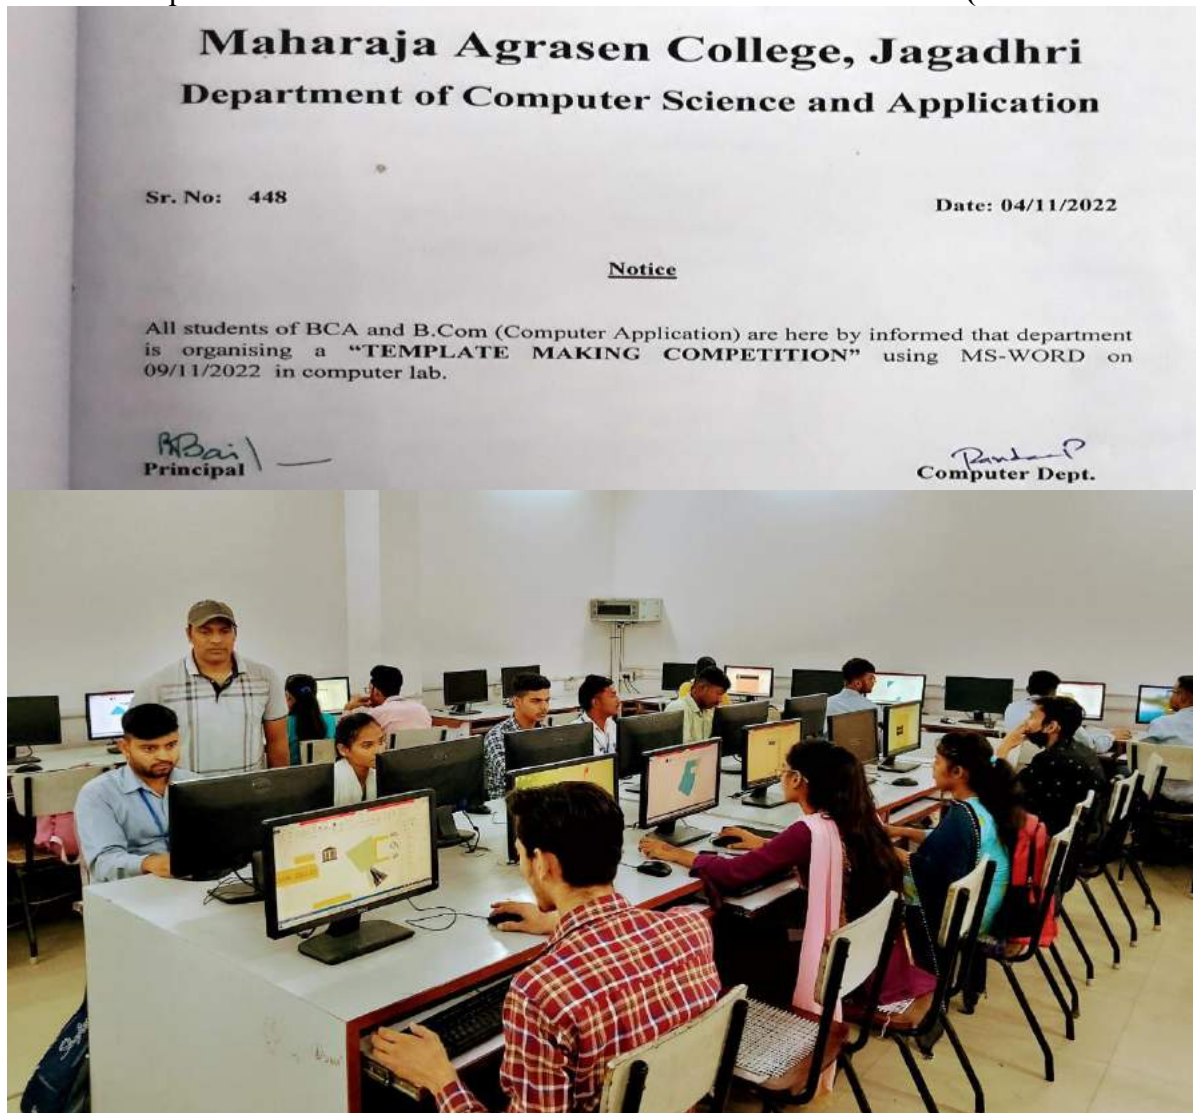 Maharaja Agrasen College, Jagadhri
Department of Computer Science and Application
Sr. No: 448
Date: 04/11/2022
Notice
All students of BCA and B.Com (Computer Application) are here by informed that department
is organising a “TEMPLATE MAKING COMPETITION” using MS-WORD on
09/11/2022 in computer lab.
Principal
Computer Dept.